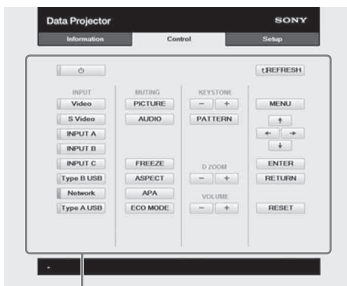 Data Projector SONY
Information Control Setup
REFRESH
INPUT MUTING KEYSTONE
Video PICTURE - + MENU
S Video AUDIO PATTERN
INPUT A
INPUT B
INPUT C FREEZE D ZOOM ENTER
Type B USB ASPECT - + RETURN
Network APA VOLUME
Type A USB ECO MODE - + RESET
-